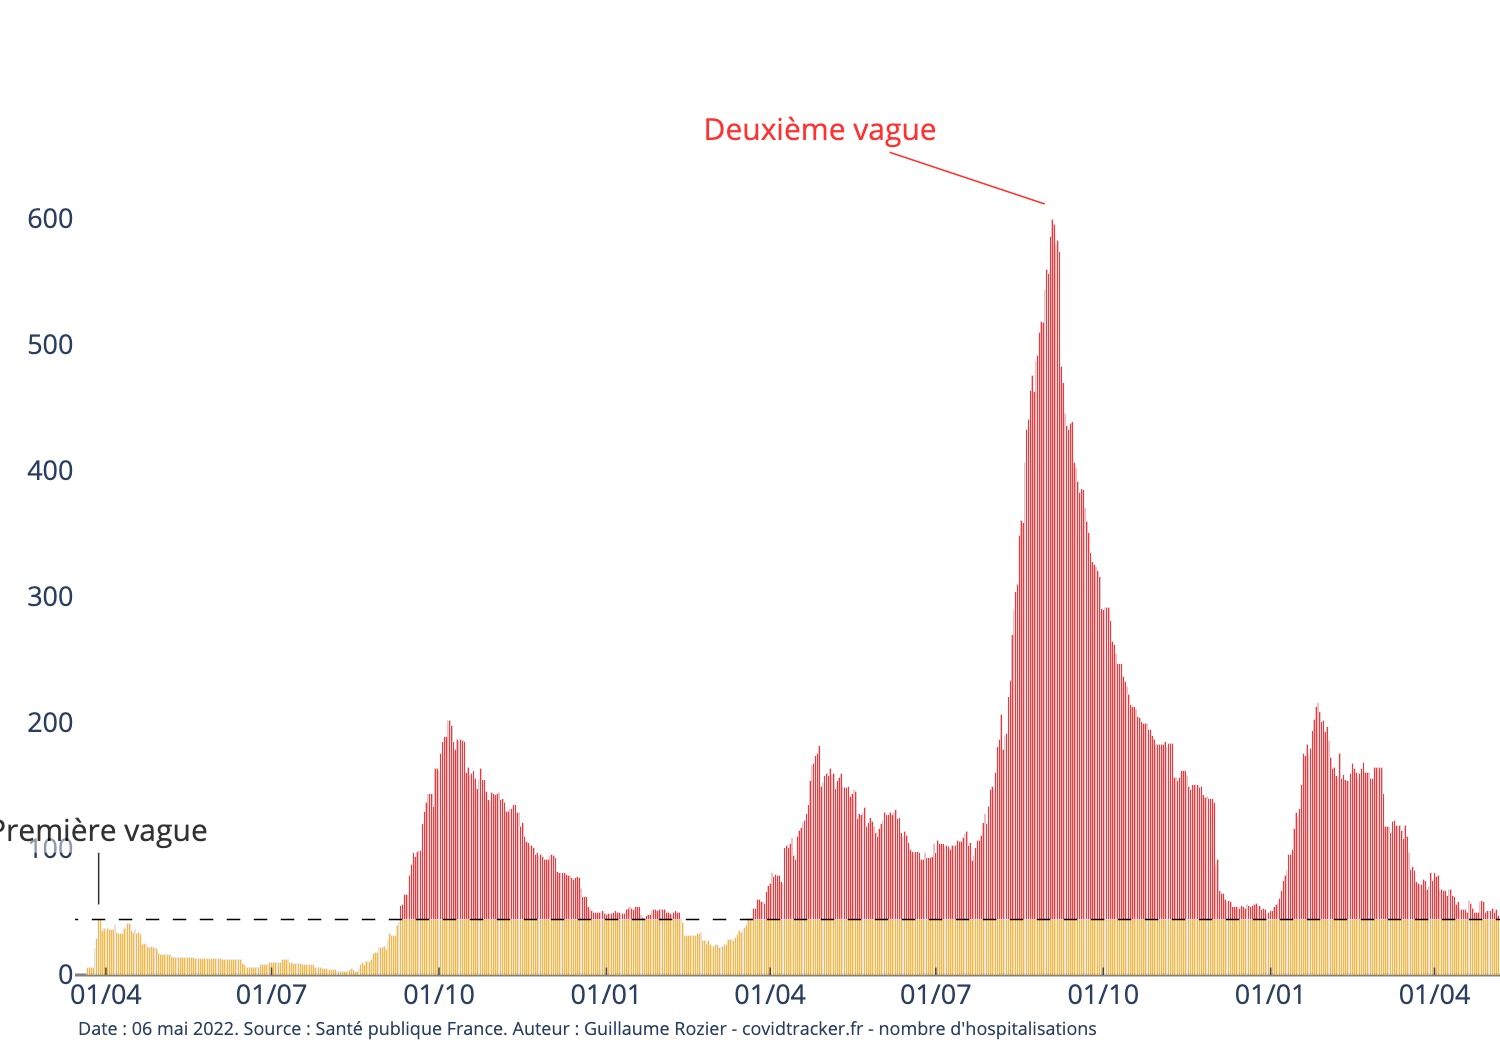 Deuxième vague
600
500
400
300
200
Première vague
100
0
01/04 01/07 01/10 01/01 01/04 01/07 01/10 01/01 01/04
Date : 06 mai 2022. Source : Santé publique France. Auteur : Guillaume Rozier - covidtracker.fr - nombre d'hospitalisations